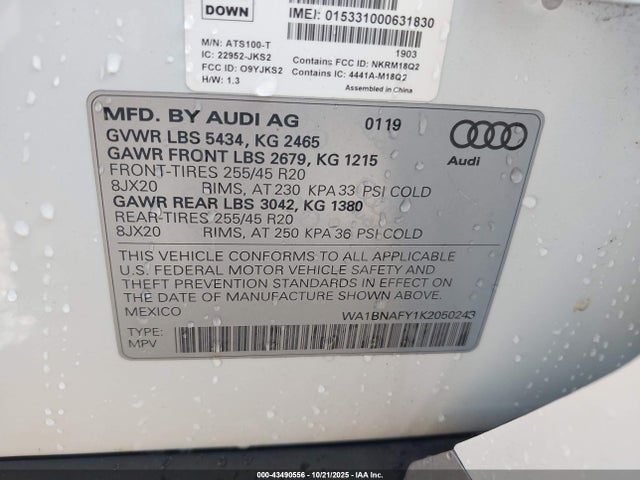 DOWN
IMEI: 015331000631830
M/N: ATS100-T
1903
IC: 22952-JKS2
Contains FCC ID: NKRM18Q2
FCC ID: O9YJKS2
Contains IC: 4441A-M18Q2
H/W: 1.3
Assembled in China
MFD. BY AUDI AG
0119
GVWR LBS 5434, KG 2465
GAWR FRONT LBS 2679, KG 1215
Audi
FRONT-TIRES 255/45 R20
8JX20 RIMS, AT 230 KPA 33 PSI COLD
GAWR REAR LBS 3042, KG 1380
REAR-TIRES 255/45 R20
8JX20 RIMS, AT 250 KPA 36 PSI COLD
THIS VEHICLE CONFORMS TO ALL APPLICABLE
U.S. FEDERAL MOTOR VEHICLE SAFETY AND
THEFT PREVENTION STANDARDS IN EFFECT ON
THE DATE OF MANUFACTURE SHOWN ABOVE.
MEXICO
WA1BNAFY1K2050243
TYPE:
MPV
000-43490556 - 10/21/2025 - IAA Inc.